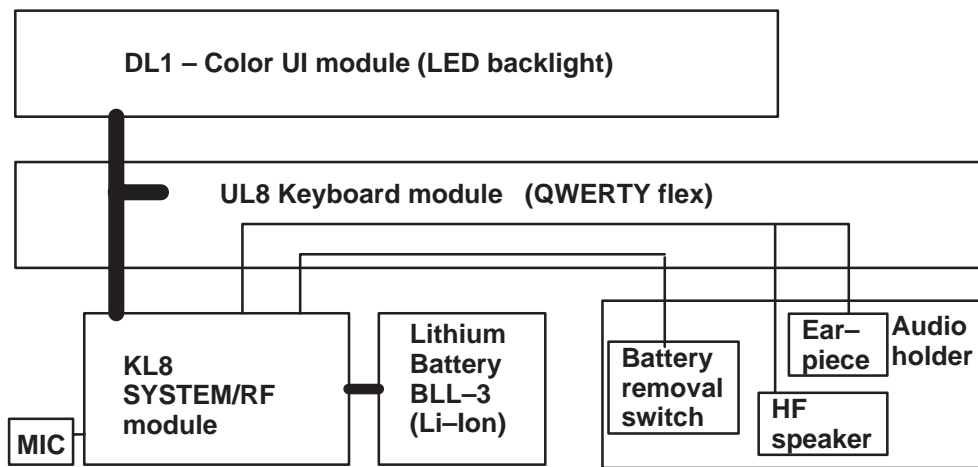 DL1 – Color UI module (LED backlight)
UL8 Keyboard module (QWERTY flex)
KL8
SYSTEM/RF
module
MIC
Lithium
Battery
BLL–3
(Li–Ion)
Battery
removal
switch
Ear–
piece
Audio
holder
HF
speaker